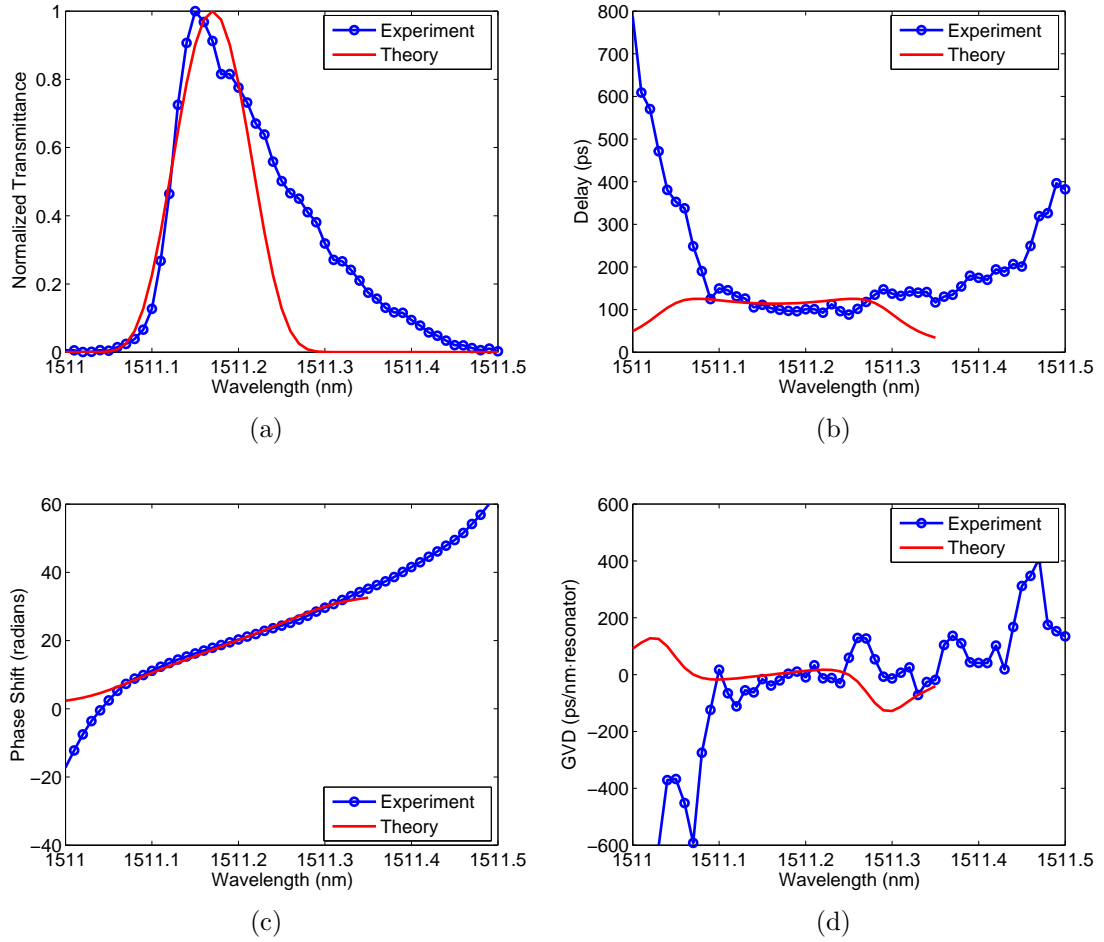 1
0.8
0.6
0.4
0.2
0
Normalized Transmittance
Experiment
Theory
1511
1511.1
1511.2
1511.3
1511.4
1511.5
Wavelength (nm)
(a)
800
700
600
500
400
300
200
100
0
Delay (ps)
Experiment
Theory
1511
1511.1
1511.2
1511.3
1511.4
1511.5
Wavelength (nm)
(b)
60
40
20
0
−20
−40
Phase Shift (radians)
Experiment
Theory
1511
1511.1
1511.2
1511.3
1511.4
1511.5
Wavelength (nm)
(c)
600
400
200
0
−200
−400
−600
GVD (ps/nm·resonator)
Experiment
Theory
1511
1511.1
1511.2
1511.3
1511.4
1511.5
Wavelength (nm)
(d)